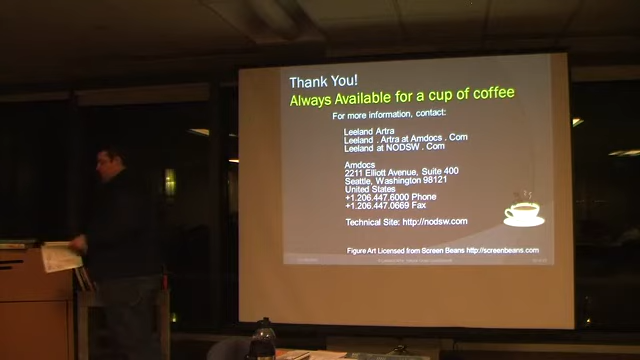 Thank You!
Always Available for a cup of coffee
For more information, contact:
Leeland Artra
Leeland . Artra at Amdocs . Com
Leeland at NODSW . Com
Amdocs
2211 Elliott Avenue, Suite 400
Seattle, Washington 98121
United States
+1.206.447.6000 Phone
+1.206.447.0669 Fax
Technical Site: http://nodsw.com
Figure Art Licensed from Screen Beans http://screenbeans.com